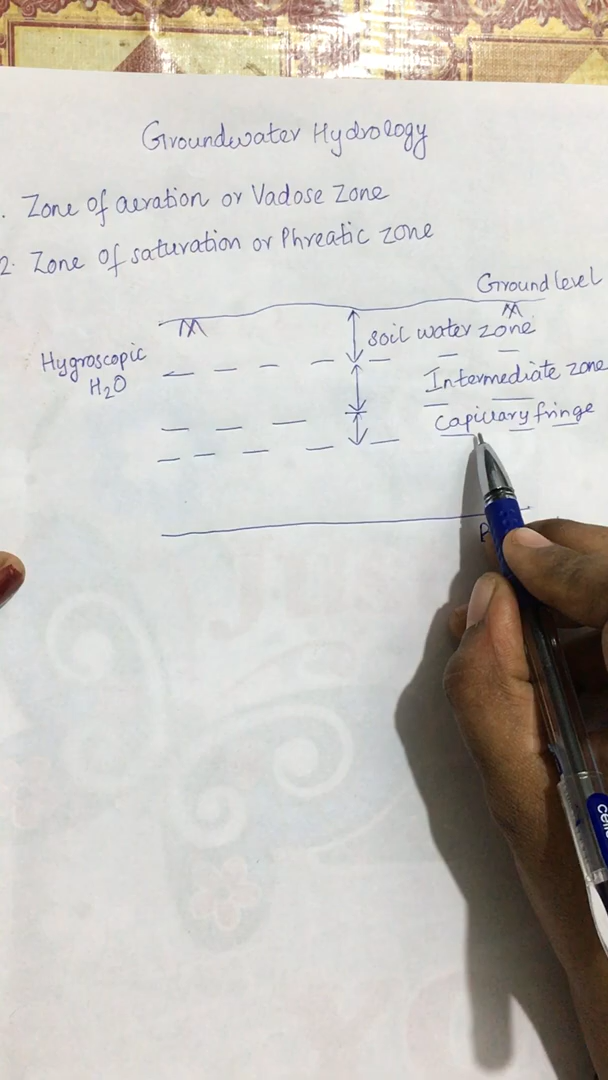 Groundwater Hydrology
. Zone of aeration or Vadose Zone
2. Zone of saturation or Phreatic zone
Ground level
soil water zone
Hygroscopic
H2O
Intermediate zone
Capillary fringe
cello